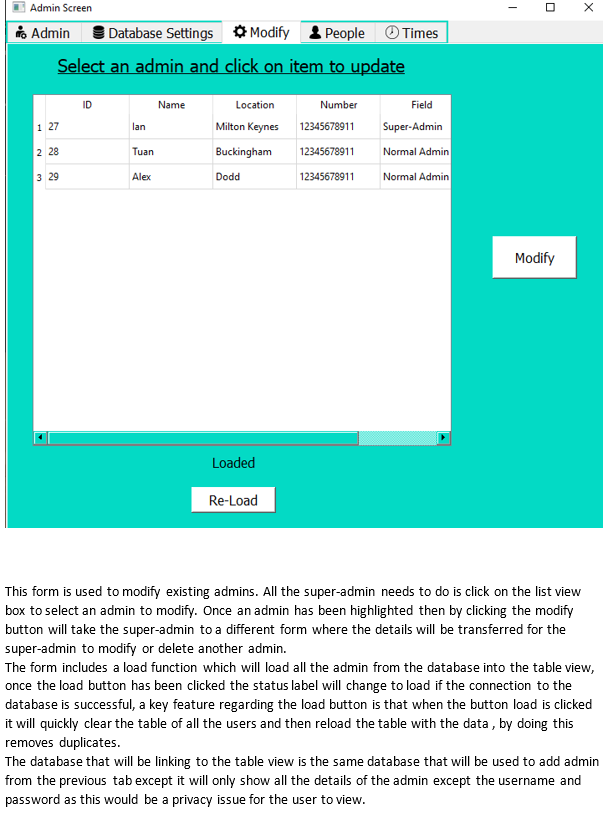 Admin Screen
Admin Database Settings Modify People Times
Select an admin and click on item to update
ID Name Location Number Field
1 27 Ian Milton Keynes 12345678911 Super-Admin
2 28 Tuan Buckingham 12345678911 Normal Admin
3 29 Alex Dodd 12345678911 Normal Admin
Modify
Loaded
Re-Load
This form is used to modify existing admins. All the super-admin needs to do is click on the list view
box to select an admin to modify. Once an admin has been highlighted then by clicking the modify
button will take the super-admin to a different form where the details will be transferred for the
super-admin to modify or delete another admin.
The form includes a load function which will load all the admin from the database into the table view,
once the load button has been clicked the status label will change to load if the connection to the
database is successful, a key feature regarding the load button is that when the button load is clicked
it will quickly clear the table of all the users and then reload the table with the data , by doing this
removes duplicates.
The database that will be linking to the table view is the same database that will be used to add admin
from the previous tab except it will only show all the details of the admin except the username and
password as this would be a privacy issue for the user to view.